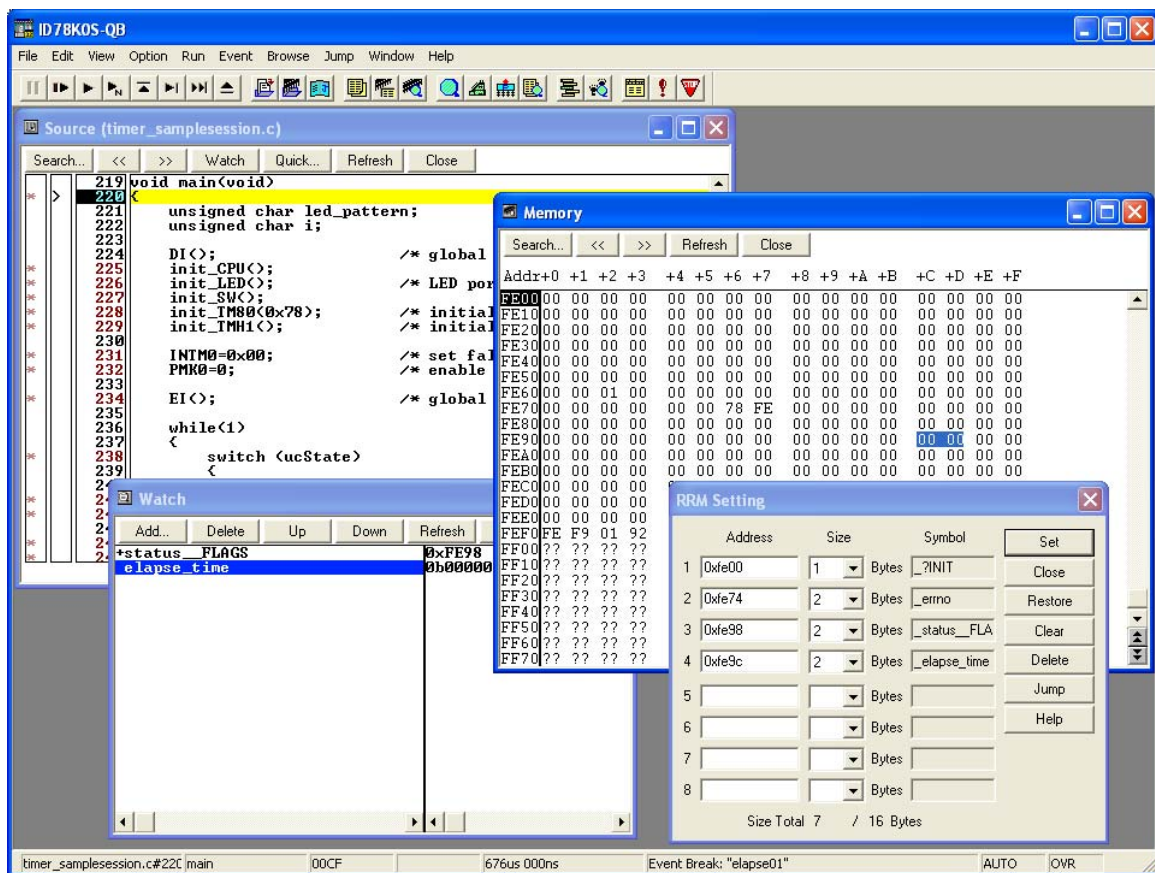 ID78K0S-QB
File Edit View Option Run Event Browse Jump Window Help
Source (timer_samplesession.c)
Search... << >> Watch Quick... Refresh Close
219 void main(void)
* > 220 {
221 unsigned char led_pattern;
222 unsigned char i;
223
224 DI(); /* global
* 225 init_CPU();
* 226 init_LED(); /* LED por
* 227 init_SW();
* 228 init_TM80(0x78); /* initial
* 229 init_TMH1(); /* initial
230
* 231 INTM0=0x00; /* set fal
* 232 PMK0=0; /* enable
233
* 234 EI(); /* global
235
236 while(1)
237 {
* 238 switch (ucState)
239 {
Watch
Add... Delete Up Down Refresh
+status__FLAGS 0xFE98
elapse_time 0b00000
Memory
Search... << >> Refresh Close
Addr +0 +1 +2 +3 +4 +5 +6 +7 +8 +9 +A +B +C +D +E +F
FE00 00 00 00 00 00 00 00 00 00 00 00 00 00 00 00 00
FE10 00 00 00 00 00 00 00 00 00 00 00 00 00 00 00 00
FE20 00 00 00 00 00 00 00 00 00 00 00 00 00 00 00 00
FE30 00 00 00 00 00 00 00 00 00 00 00 00 00 00 00 00
FE40 00 00 00 00 00 00 00 00 00 00 00 00 00 00 00 00
FE50 00 00 00 00 00 00 00 00 00 00 00 00 00 00 00 00
FE60 00 00 01 00 00 00 00 00 00 00 00 00 00 00 00 00
FE70 00 00 00 00 00 00 78 FE 00 00 00 00 00 00 00 00
FE80 00 00 00 00 00 00 00 00 00 00 00 00 00 00 00 00
FE90 00 00 00 00 00 00 00 00 00 00 00 00 00 00 00 00
FEA0 00 00 00 00 00 00 00 00 00 00 00 00 00 00 00 00
FEB0 00 00 00 00 00 00 00 00 00 00 00 00 00 00 00 00
FEC0 00 00 00 00
FED0 00 00 00 00
FEE0 00 00 00 00
FEF0 FE F9 01 92
FF00 ?? ?? ?? ??
FF10 ?? ?? ?? ??
FF20 ?? ?? ?? ??
FF30 ?? ?? ?? ??
FF40 ?? ?? ?? ??
FF50 ?? ?? ?? ??
FF60 ?? ?? ?? ??
FF70 ?? ?? ?? ??
RRM Setting
Address Size Symbol
1 0xfe00 1 Bytes _?INIT
2 0xfe74 2 Bytes _errno
3 0xfe98 2 Bytes _status__FLA
4 0xfe9c 2 Bytes _elapse_time
5 Bytes
6 Bytes
7 Bytes
8 Bytes
Size Total 7 / 16 Bytes
Set
Close
Restore
Clear
Delete
Jump
Help
timer_samplesession.c#220 main 00CF 676us 000ns Event Break: "elapse01" AUTO OVR